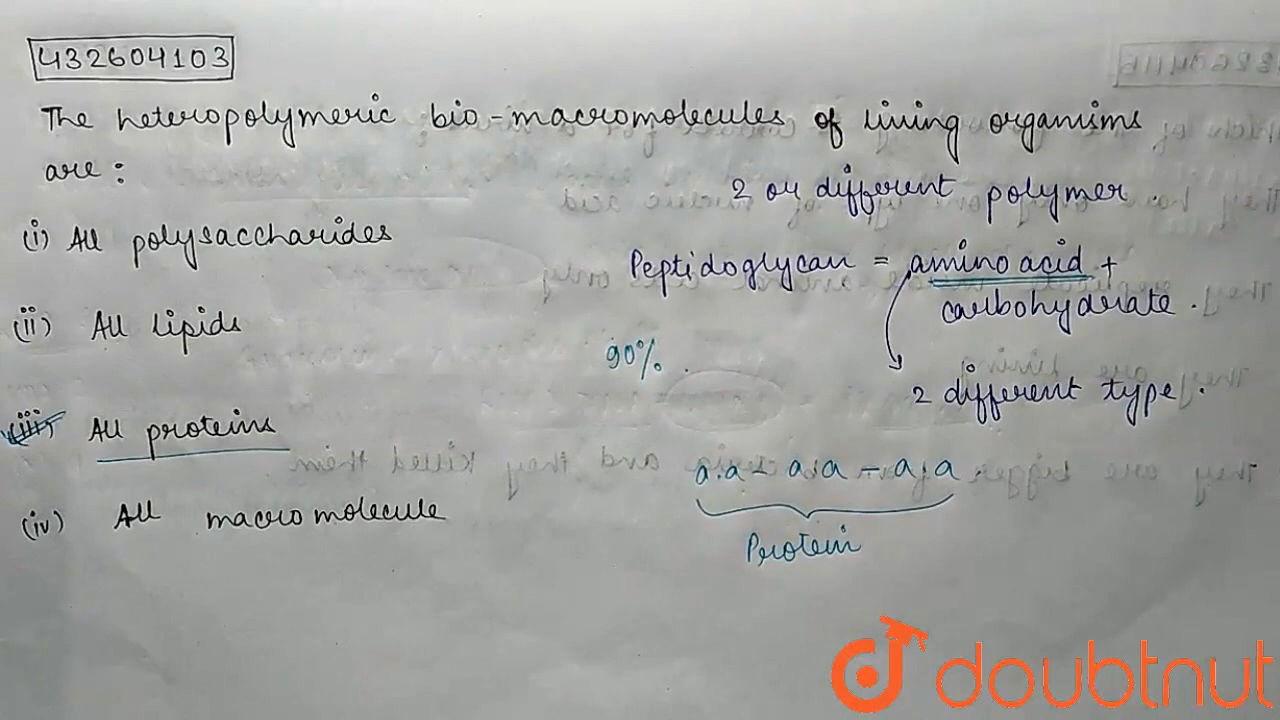 432604103
The heteropolymeric bio-macromolecules of living organisms
are:
2 or different polymer.
(i) All polysaccharides
Peptidoglycan = amino acid +
carbohydrate.
(ii) All lipids
90%.
2 different type.
(iii) All proteins
a.a - a.a - a.a
(iv) All macromolecule
Protein
doubtnut